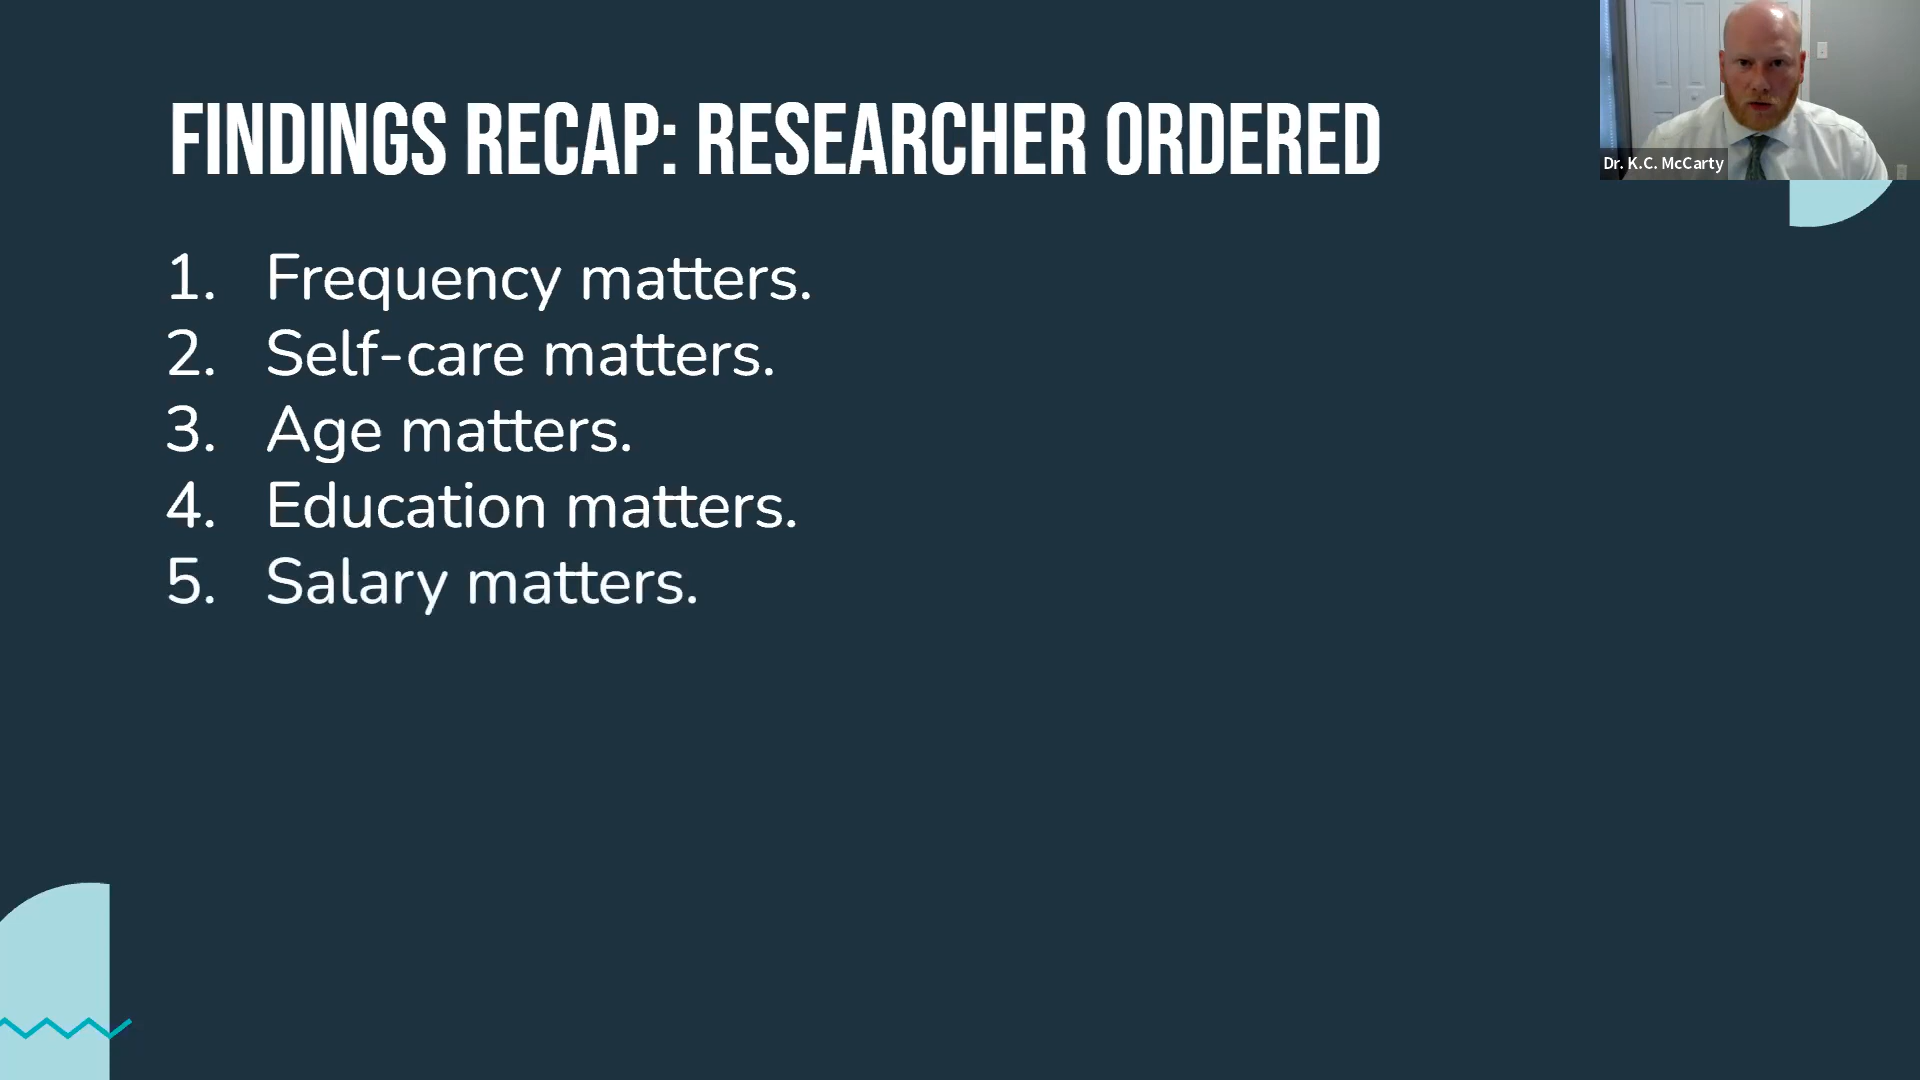 FINDINGS RECAP: RESEARCHER ORDERED
Dr. K.C. McCarty
1. Frequency matters.
2. Self-care matters.
3. Age matters.
4. Education matters.
5. Salary matters.